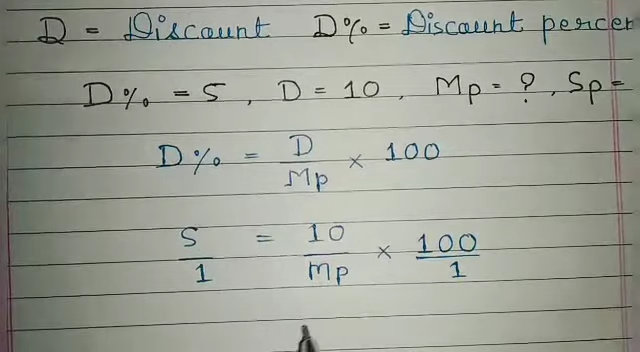 D = Discount D% = Discount percen
D% = 5, D = 10, Mp = ?, Sp =
D% = D/Mp × 100
5/1 = 10/Mp × 100/1